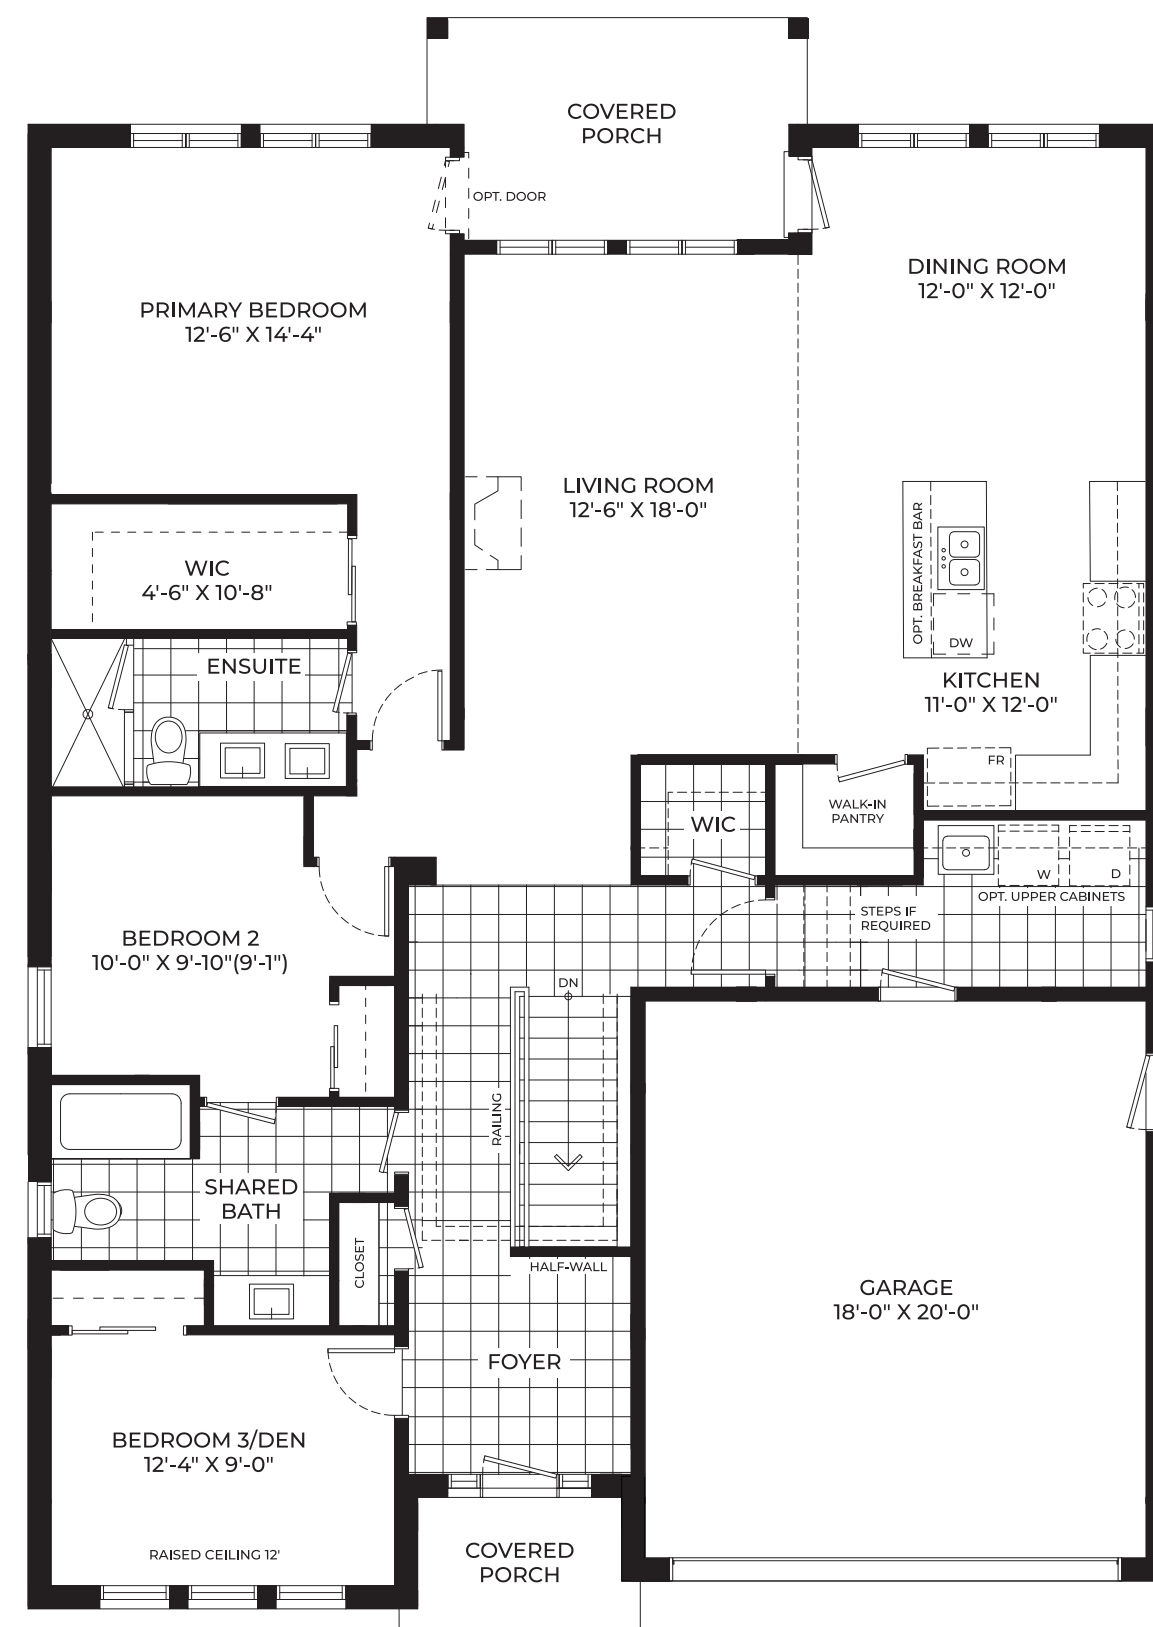 COVERED
PORCH
OPT. DOOR
DINING ROOM
12'-0" X 12'-0"
PRIMARY BEDROOM
12'-6" X 14'-4"
LIVING ROOM
12'-6" X 18'-0"
OPT. BREAKFAST BAR
DW
WIC
4'-6" X 10'-8"
ENSUITE
KITCHEN
11'-0" X 12'-0"
FR
WALK-IN
PANTRY
WIC
W
D
OPT. UPPER CABINETS
STEPS IF
REQUIRED
BEDROOM 2
10'-0" X 9'-10"(9'-1")
DN
RAILING
SHARED
BATH
CLOSET
HALF-WALL
GARAGE
18'-0" X 20'-0"
FOYER
BEDROOM 3/DEN
12'-4" X 9'-0"
RAISED CEILING 12'
COVERED
PORCH